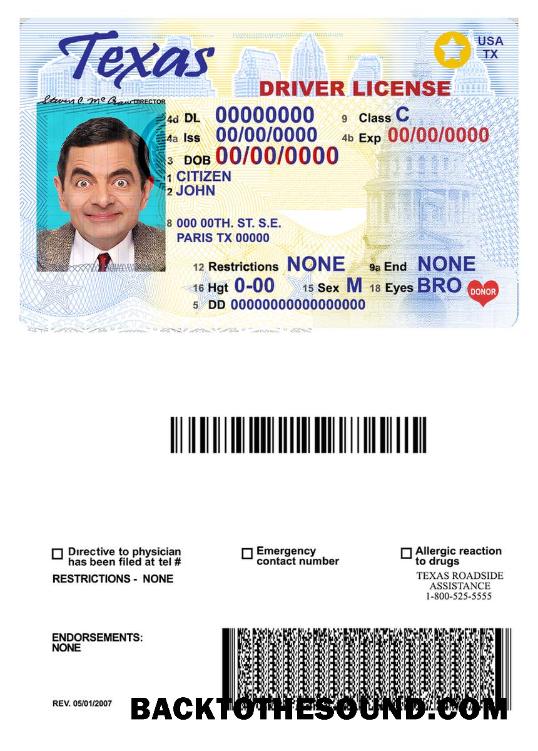 Texas
USA
TX
DRIVER LICENSE
DIRECTOR
4d DL 00000000 9 Class C
4a Iss 00/00/0000 4b Exp 00/00/0000
3 DOB 00/00/0000
1 CITIZEN
2 JOHN
8 000 00TH. ST. S.E.
PARIS TX 00000
12 Restrictions NONE 9a End NONE
16 Hgt 0-00 15 Sex M 18 Eyes BRO DONOR
5 DD 00000000000000000
Directive to physician
has been filed at tel #
Emergency
contact number
Allergic reaction
to drugs
RESTRICTIONS - NONE
TEXAS ROADSIDE
ASSISTANCE
1-800-525-5555
ENDORSEMENTS:
NONE
REV. 05/01/2007
BACKTOTHESOUND.COM